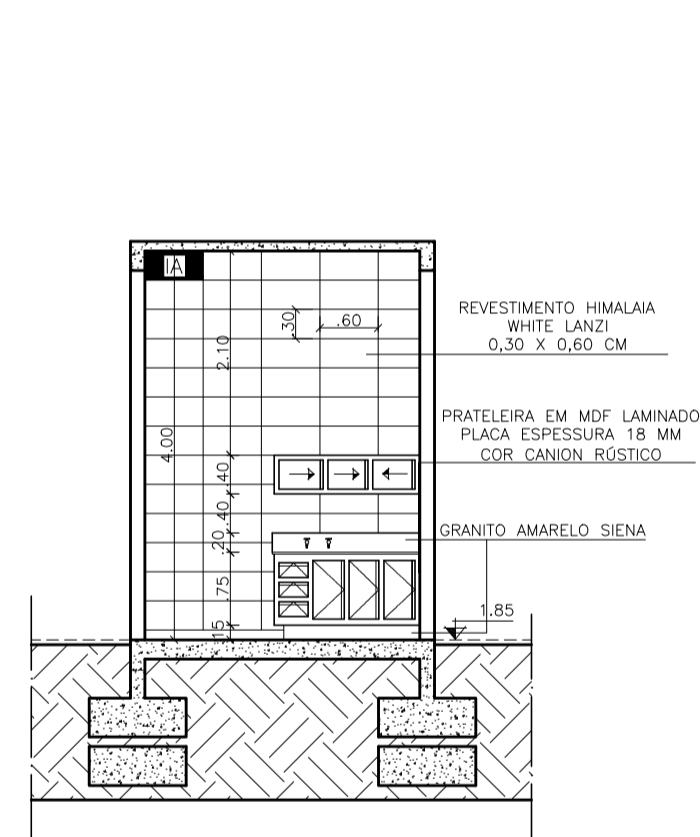 IA
.30
.60
REVESTIMENTO HIMALAIA
WHITE LANZI
0,30 X 0,60 CM
2.10
PRATELEIRA EM MDF LAMINADO
PLACA ESPESSURA 18 MM
COR CANION RÚSTICO
4.00
.40
.40
GRANITO AMARELO SIENA
.20
.75
1.85
.15